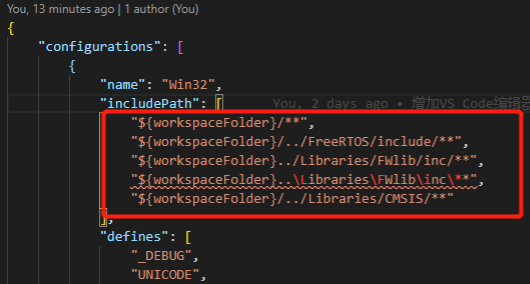 You, 13 minutes ago | 1 author (You)
{
"configurations": [
{
"name": "Win32",
"includePath": [ You, 2 days ago • 增加VS Code编辑器
"${workspaceFolder}/**",
"${workspaceFolder}/../FreeRTOS/include/**",
"${workspaceFolder}../Libraries/FWlib/inc/**",
"${workspaceFolder}..\Libraries\FWlib\inc\**",
"${workspaceFolder}/../Libraries/CMSIS/**"
],
"defines": [
"_DEBUG",
"UNICODE",